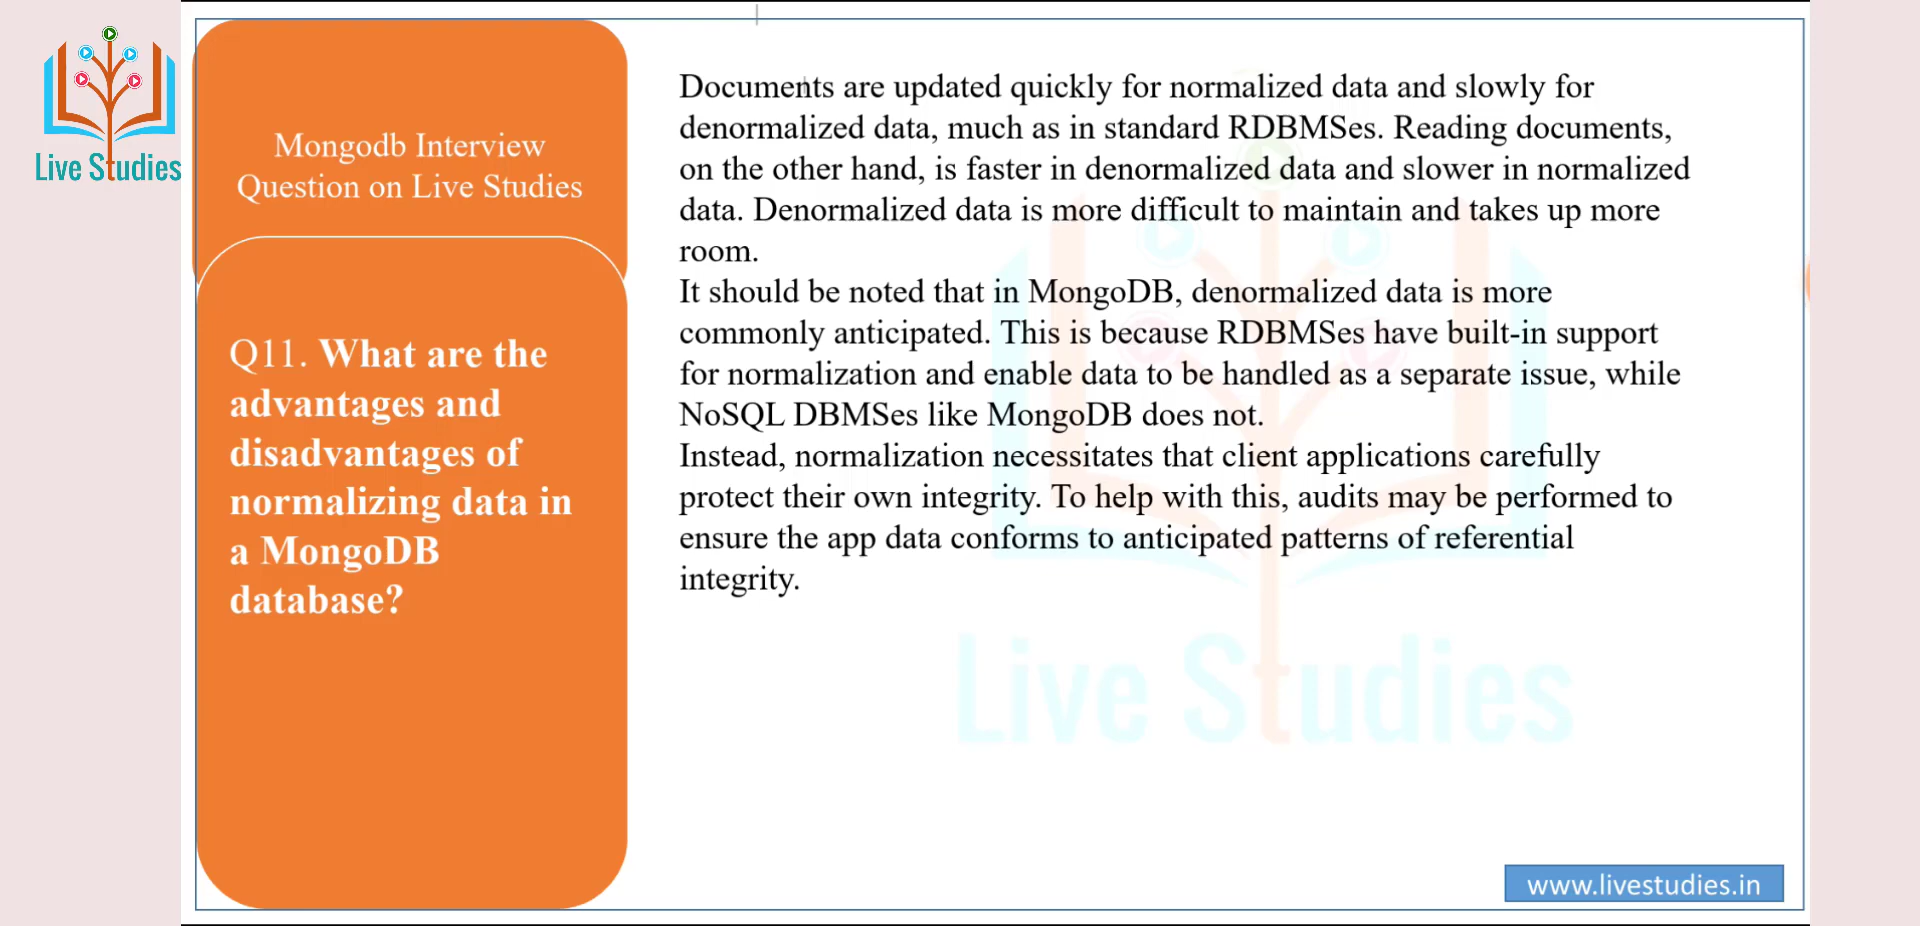 Live Studies
Mongodb Interview
Question on Live Studies
Q11. What are the
advantages and
disadvantages of
normalizing data in
a MongoDB
database?
Documents are updated quickly for normalized data and slowly for
denormalized data, much as in standard RDBMSes. Reading documents,
on the other hand, is faster in denormalized data and slower in normalized
data. Denormalized data is more difficult to maintain and takes up more
room.
It should be noted that in MongoDB, denormalized data is more
commonly anticipated. This is because RDBMSes have built-in support
for normalization and enable data to be handled as a separate issue, while
NoSQL DBMSes like MongoDB does not.
Instead, normalization necessitates that client applications carefully
protect their own integrity. To help with this, audits may be performed to
ensure the app data conforms to anticipated patterns of referential
integrity.
Live Studies
www.livestudies.in